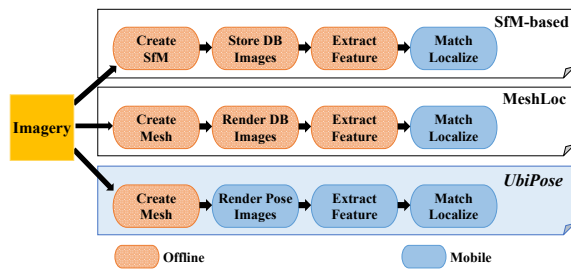 SfM-based
Create Store DB Extract Match
SfM Images Feature Localize
MeshLoc
Imagery
Create Render DB Extract Match
Mesh Images Feature Localize
UbiPose
Create Render Pose Extract Match
Mesh Images Feature Localize
Offline Mobile